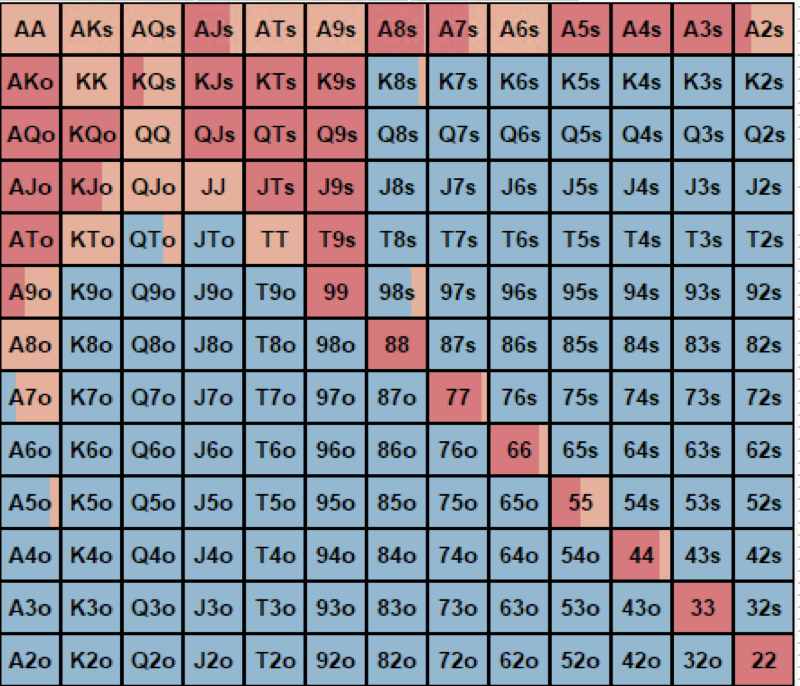 AA AKs AQs AJs ATs A9s A8s A7s A6s A5s A4s A3s A2s
AKo KK KQs KJs KTs K9s K8s K7s K6s K5s K4s K3s K2s
AQo KQo QQ QJs QTs Q9s Q8s Q7s Q6s Q5s Q4s Q3s Q2s
AJo KJo QJo JJ JTs J9s J8s J7s J6s J5s J4s J3s J2s
ATo KTo QTo JTo TT T9s T8s T7s T6s T5s T4s T3s T2s
A9o K9o Q9o J9o T9o 99 98s 97s 96s 95s 94s 93s 92s
A8o K8o Q8o J8o T8o 98o 88 87s 86s 85s 84s 83s 82s
A7o K7o Q7o J7o T7o 97o 87o 77 76s 75s 74s 73s 72s
A6o K6o Q6o J6o T6o 96o 86o 76o 66 65s 64s 63s 62s
A5o K5o Q5o J5o T5o 95o 85o 75o 65o 55 54s 53s 52s
A4o K4o Q4o J4o T4o 94o 84o 74o 64o 54o 44 43s 42s
A3o K3o Q3o J3o T3o 93o 83o 73o 63o 53o 43o 33 32s
A2o K2o Q2o J2o T2o 92o 82o 72o 62o 52o 42o 32o 22